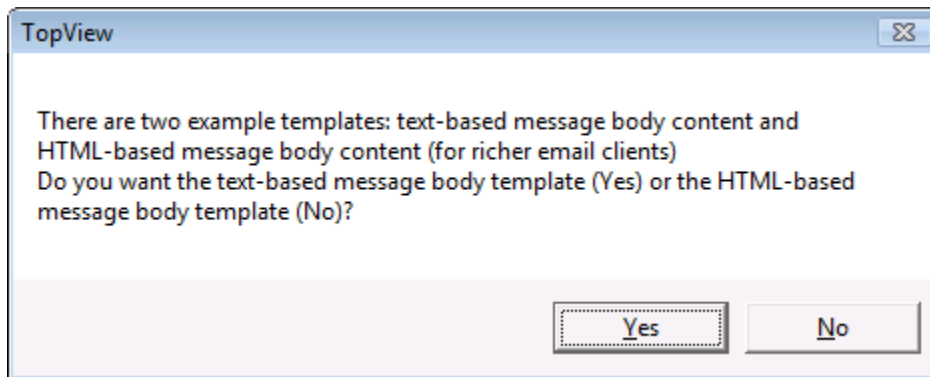 TopView
There are two example templates: text-based message body content and
HTML-based message body content (for richer email clients)
Do you want the text-based message body template (Yes) or the HTML-based
message body template (No)?
Yes
No